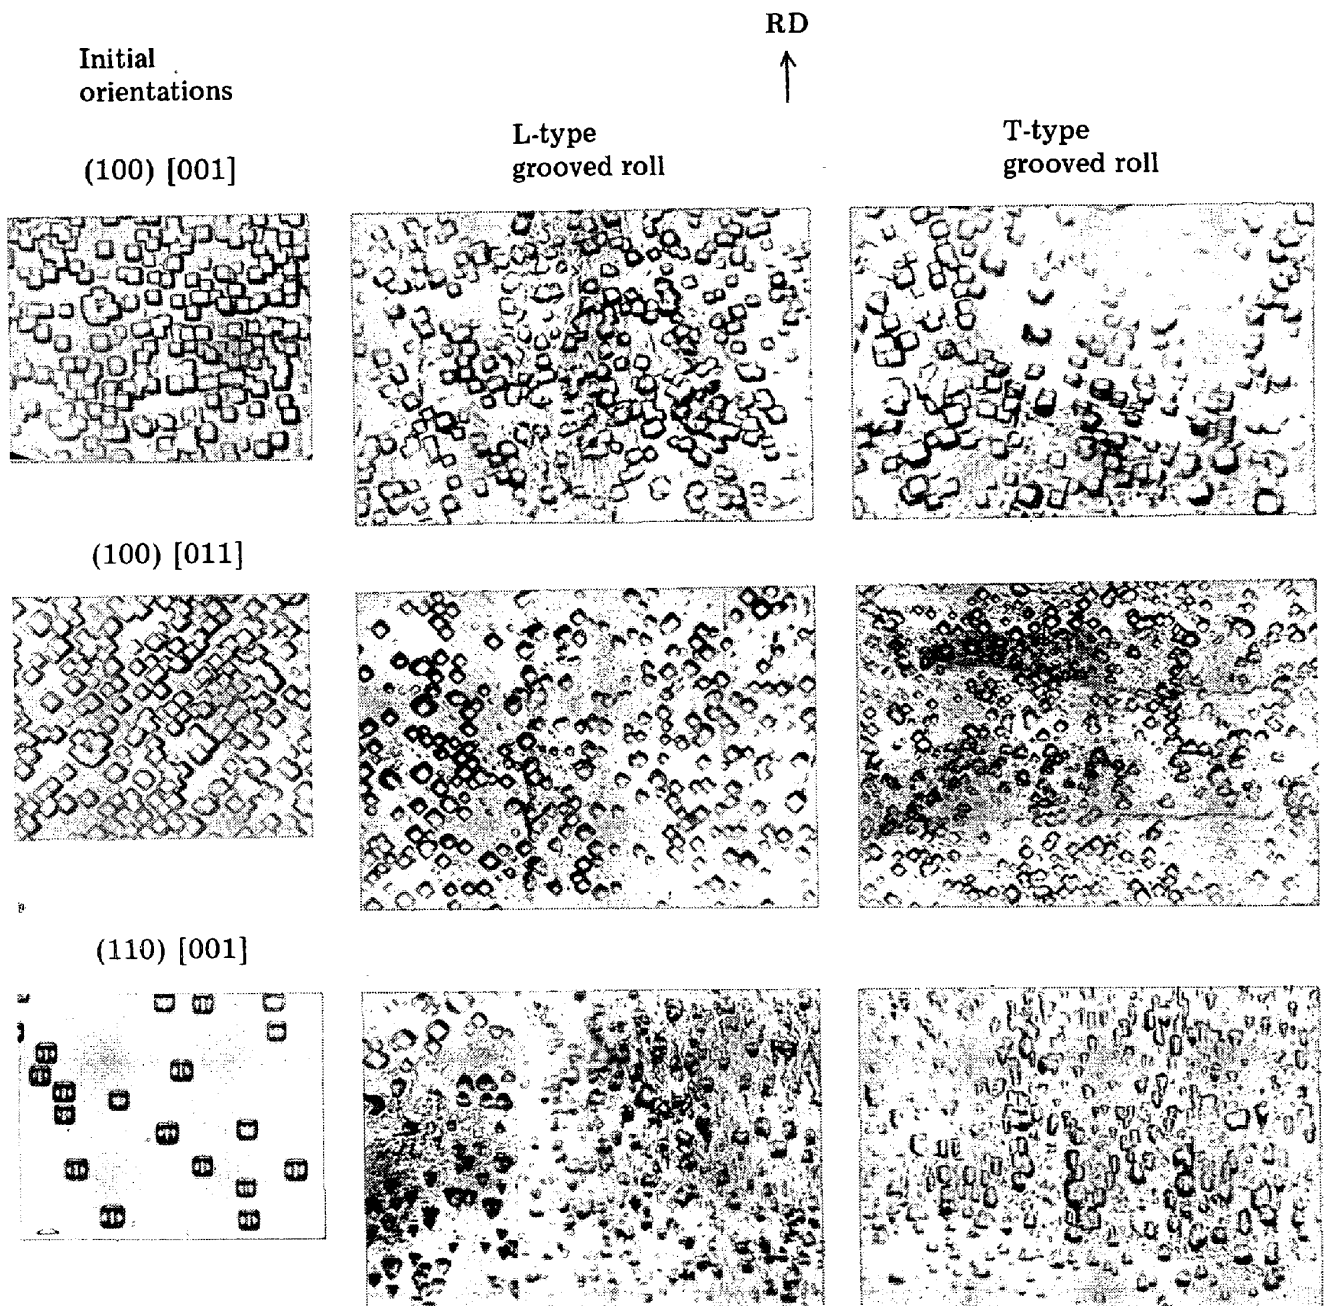 RD
Initial
orientations
L-type
grooved roll
T-type
grooved roll
(100) [001]
(100) [011]
(110) [001]